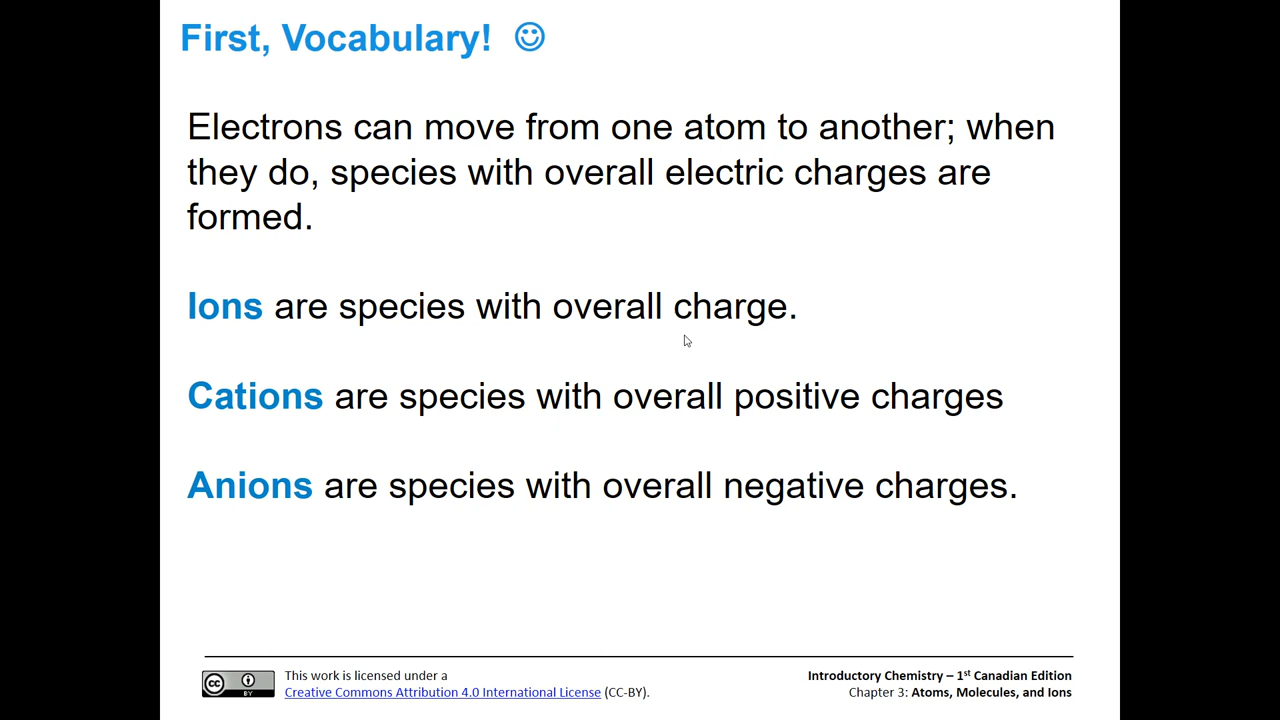 First, Vocabulary! ☺
Electrons can move from one atom to another; when
they do, species with overall electric charges are
formed.
Ions are species with overall charge.
Cations are species with overall positive charges
Anions are species with overall negative charges.
cc BY
This work is licensed under a
Creative Commons Attribution 4.0 International License (CC-BY).
Introductory Chemistry – 1st Canadian Edition
Chapter 3: Atoms, Molecules, and Ions